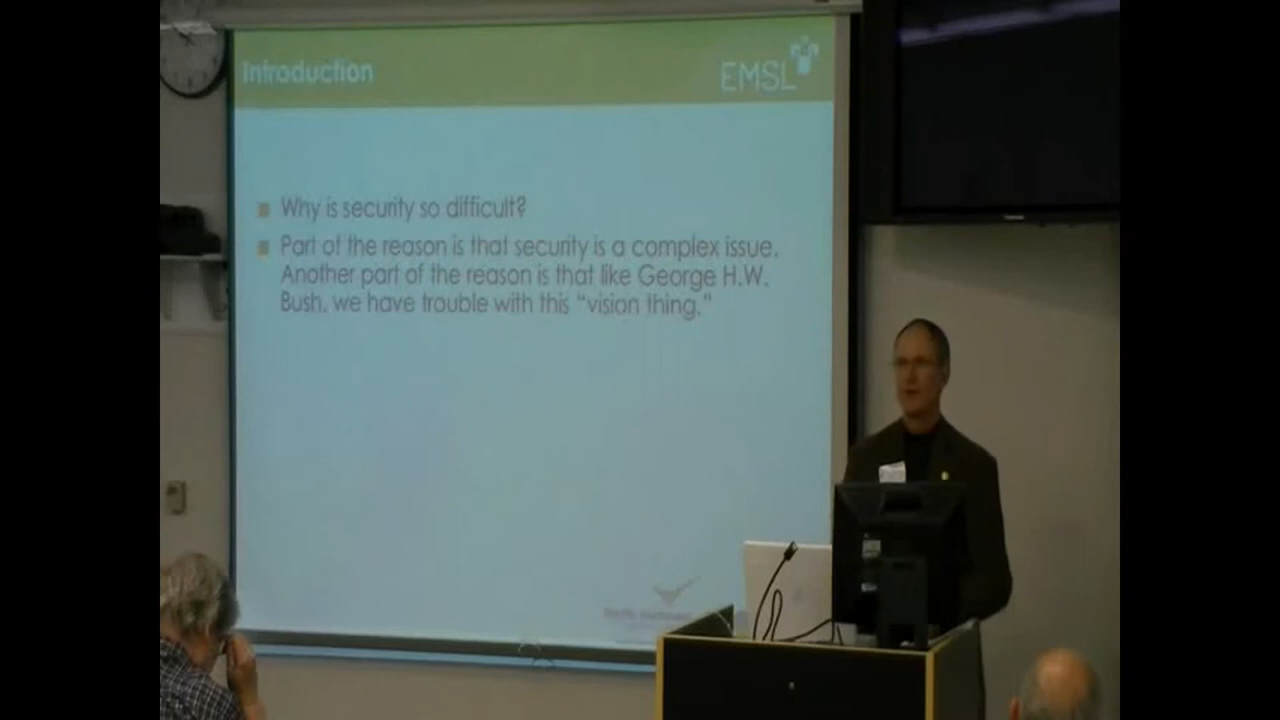 Introduction
EMSL
Why is security so difficult?
Part of the reason is that security is a complex issue.
Another part of the reason is that like George H.W.
Bush, we have trouble with this “vision thing.”